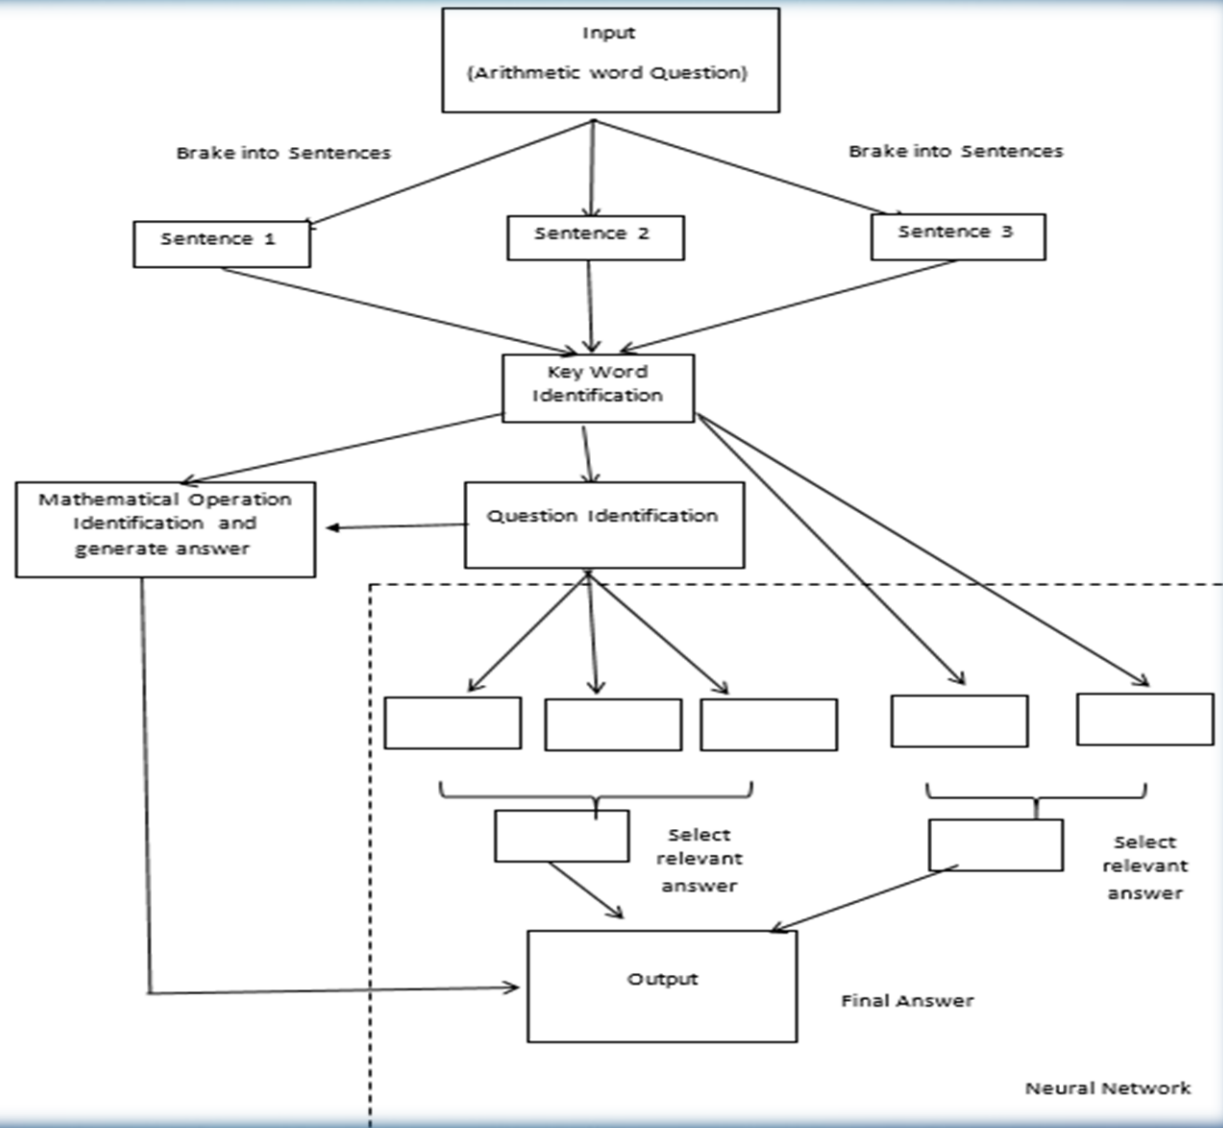 Input
(Arithmetic word Question)
Brake into Sentences
Brake into Sentences
Sentence 1
Sentence 2
Sentence 3
Key Word
Identification
Mathematical Operation
Identification and
generate answer
Question Identification
Select
relevant
answer
Select
relevant
answer
Output
Final Answer
Neural Network